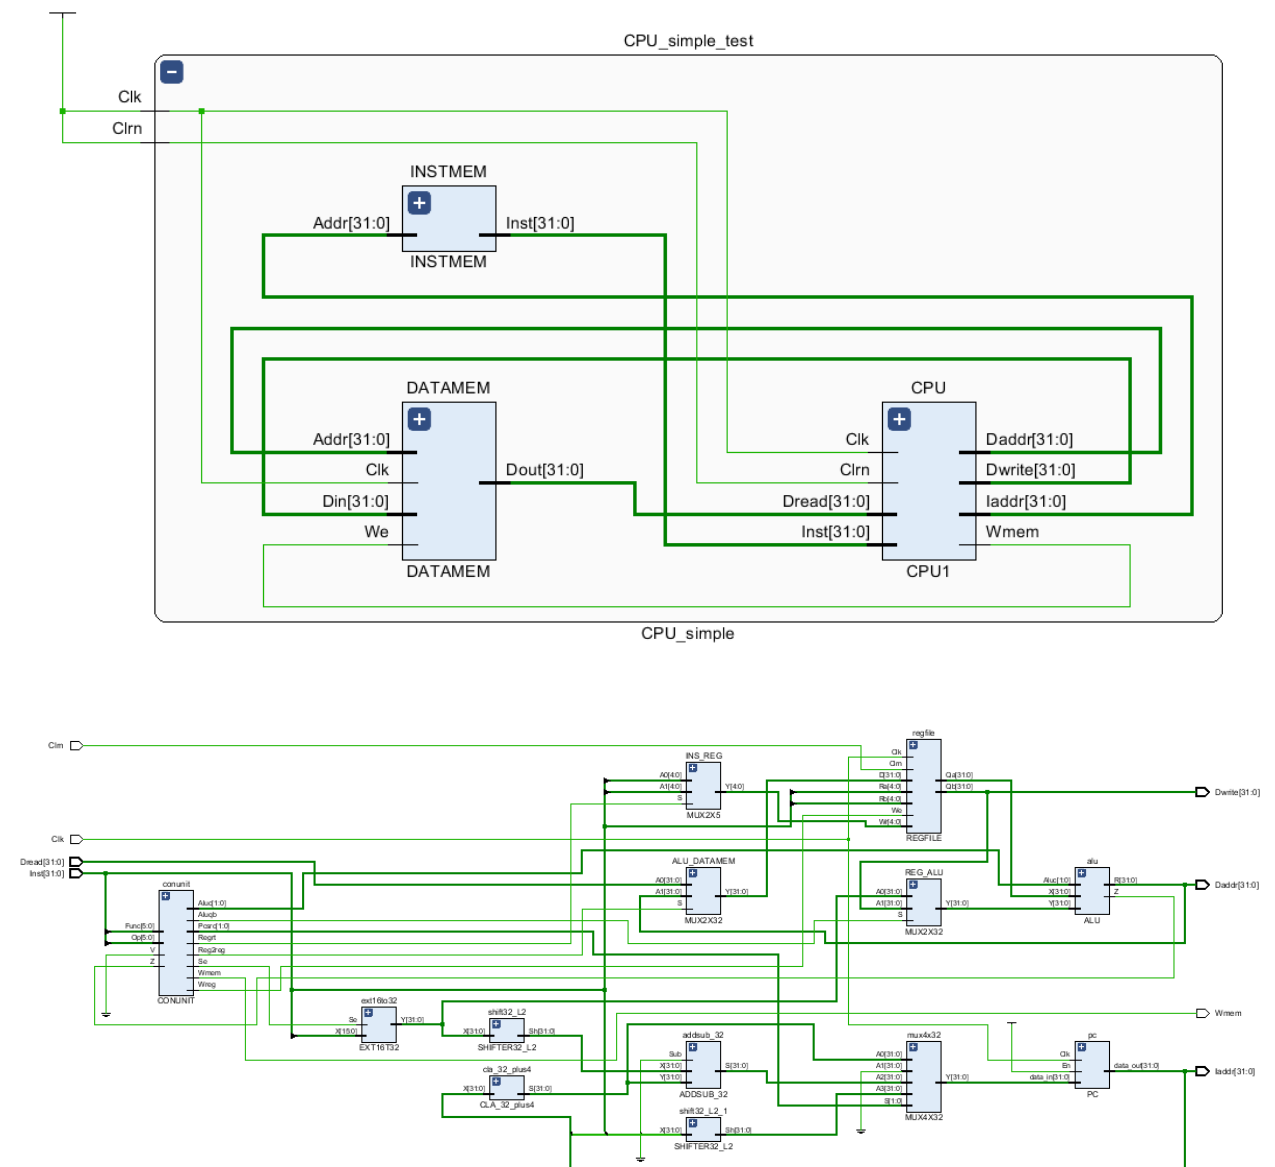 CPU_simple_test
Clk
Clrn
INSTMEM
Addr[31:0]
Inst[31:0]
INSTMEM
DATAMEM
Addr[31:0]
Clk
Din[31:0]
We
Dout[31:0]
DATAMEM
CPU
Clk
Clrn
Dread[31:0]
Inst[31:0]
Daddr[31:0]
Dwrite[31:0]
Iaddr[31:0]
Wmem
CPU1
CPU_simple
Clrn
Clk
Dread[31:0]
Inst[31:0]
conunit
Func[5:0]
Op[5:0]
V
Z
Aluc[1:0]
Aluqb
Pcsrc[1:0]
Regrt
Reg2reg
Se
Wmem
Wreg
CONUNIT
INS_REG
A0[4:0]
A1[4:0]
S
Y[4:0]
MUX2X5
regfile
Clk
Clrn
D[31:0]
Ra[4:0]
Rb[4:0]
We
Wr[4:0]
Qa[31:0]
Qb[31:0]
REGFILE
Dwrite[31:0]
ALU_DATAMEM
A0[31:0]
A1[31:0]
S
Y[31:0]
MUX2X32
REG_ALU
A0[31:0]
A1[31:0]
S
Y[31:0]
MUX2X32
alu
Aluc[1:0]
X[31:0]
Y[31:0]
R[31:0]
Z
ALU
Daddr[31:0]
ext16to32
Se
X[15:0]
Y[31:0]
EXT16T32
shift32_L2
X[31:0]
Sh[31:0]
SHIFTER32_L2
cla_32_plus4
X[31:0]
S[31:0]
CLA_32_plus4
addsub_32
Sub
X[31:0]
Y[31:0]
S[31:0]
ADDSUB_32
shift32_L2_1
X[31:0]
Sh[31:0]
SHIFTER32_L2
mux4x32
A0[31:0]
A1[31:0]
A2[31:0]
A3[31:0]
S[1:0]
Y[31:0]
MUX4X32
pc
Clk
En
data_in[31:0]
data_out[31:0]
PC
Wmem
Iaddr[31:0]